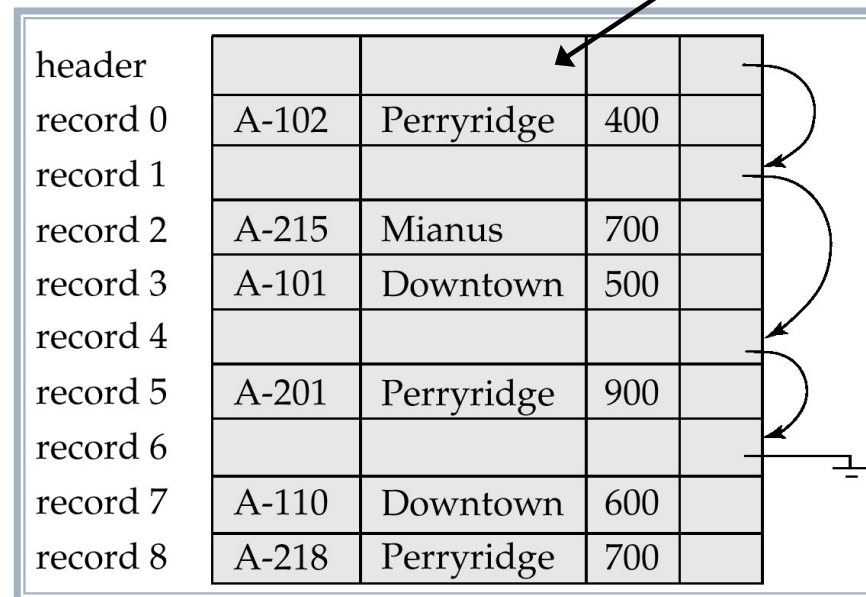 header
record 0 A-102 Perryridge 400
record 1
record 2 A-215 Mianus 700
record 3 A-101 Downtown 500
record 4
record 5 A-201 Perryridge 900
record 6
record 7 A-110 Downtown 600
record 8 A-218 Perryridge 700